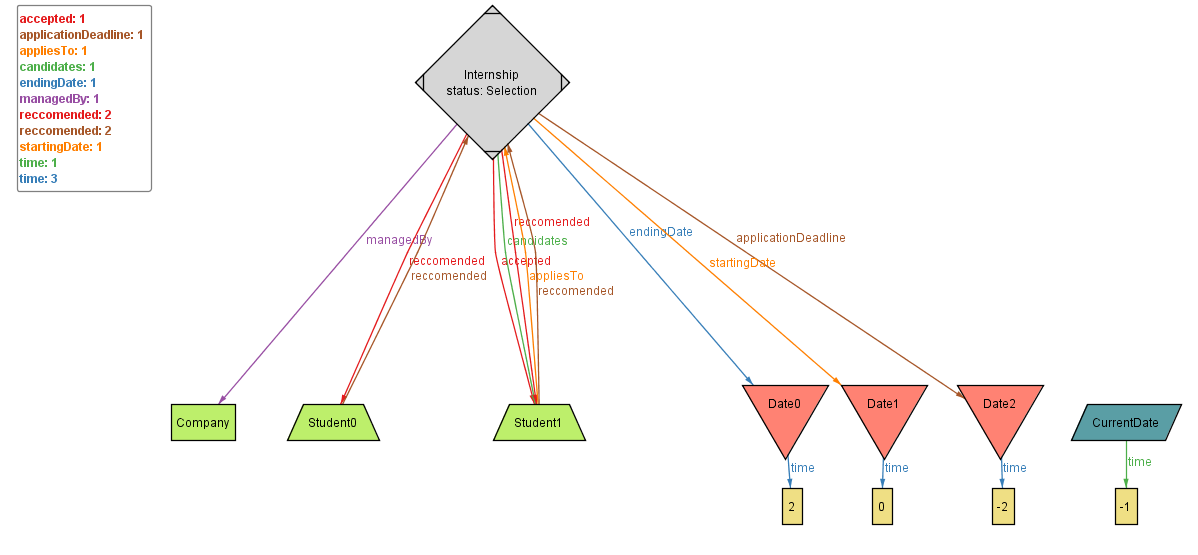 accepted: 1
applicationDeadline: 1
appliesTo: 1
candidates: 1
endingDate: 1
managedBy: 1
reccomended: 2
reccomended: 2
startingDate: 1
time: 1
time: 3
Internship
status: Selection
reccomended
endingDate
applicationDeadline
managedBy
candidates
reccomended
accepted
startingDate
reccomended
appliesTo
reccomended
Company
Student0
Student1
Date0
Date1
Date2
CurrentDate
time
time
time
time
2
0
-2
-1